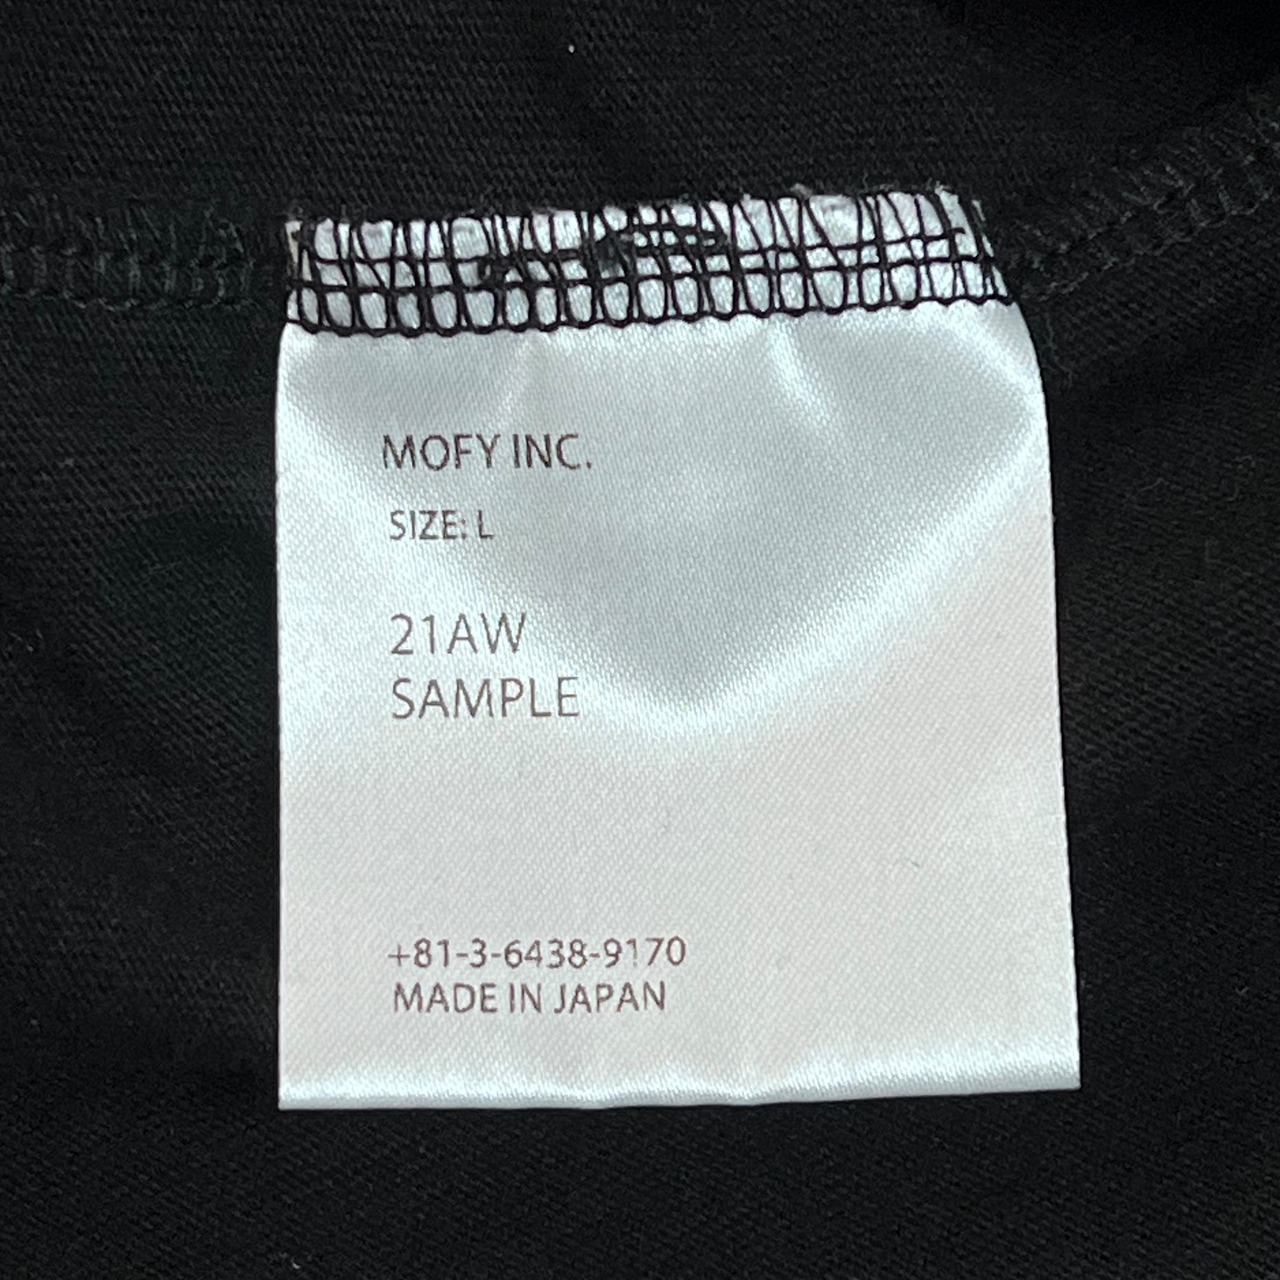 MOFY INC.
SIZE: L
21AW
SAMPLE
+81-3-6438-9170
MADE IN JAPAN